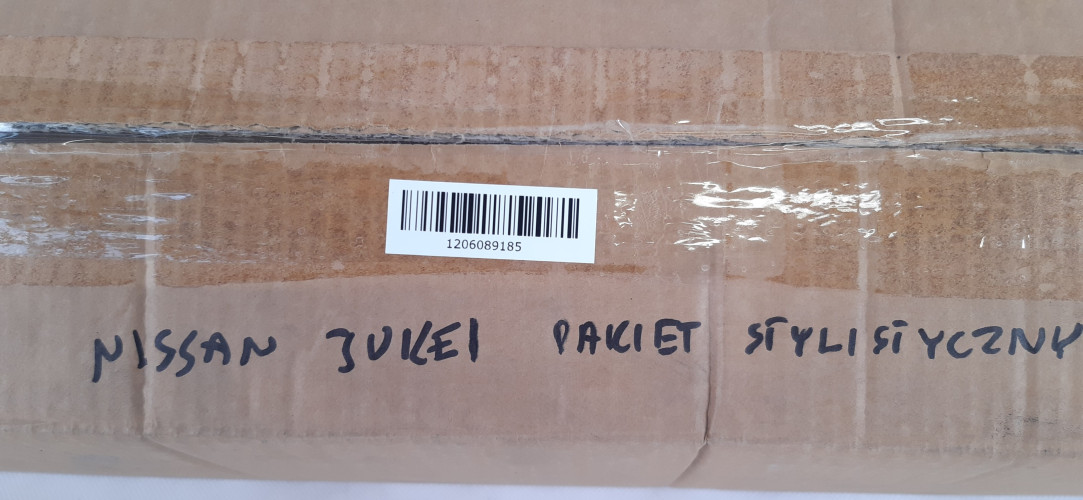 1206089185
NISSAN JUKEI PAKIET STYLISTYCZNY